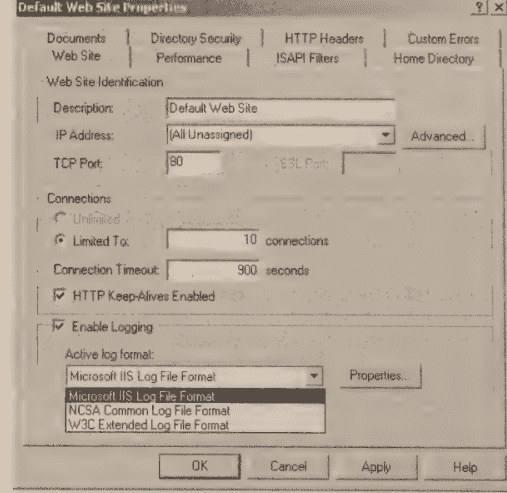 Default Web Site Properties
? ×
Documents Directory Security HTTP Headers Custom Errors
Web Site Performance ISAPI Filters Home Directory
Web Site Identification
Description: Default Web Site
IP Address: (All Unassigned) Advanced...
TCP Port: 80 SSL Port:
Connections
Unlimited
Limited To: 10 connections
Connection Timeout: 900 seconds
HTTP Keep-Alives Enabled
Enable Logging
Active log format:
Microsoft IIS Log File Format Properties...
Microsoft IIS Log File Format
NCSA Common Log File Format
W3C Extended Log File Format
OK Cancel Apply Help